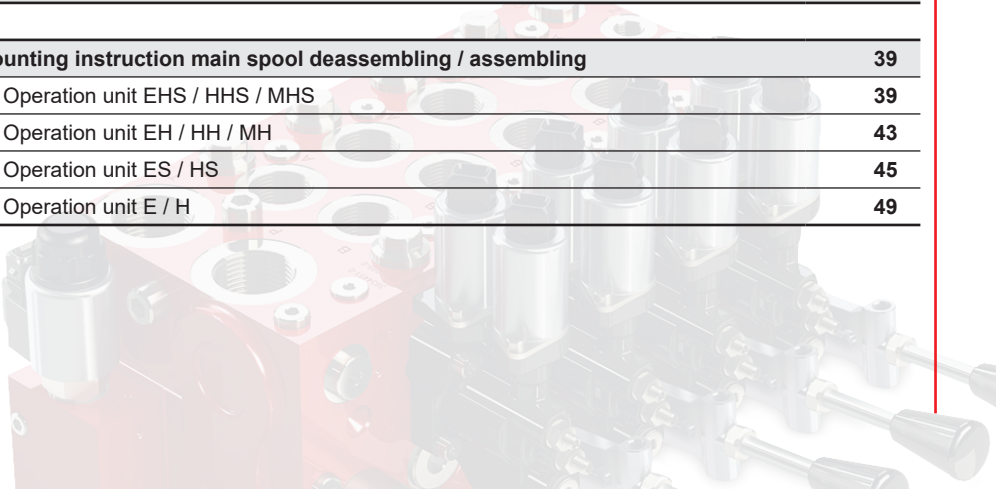 ounting instruction main spool deassembling / assembling 39
Operation unit EHS / HHS / MHS 39
Operation unit EH / HH / MH 43
Operation unit ES / HS 45
Operation unit E / H 49